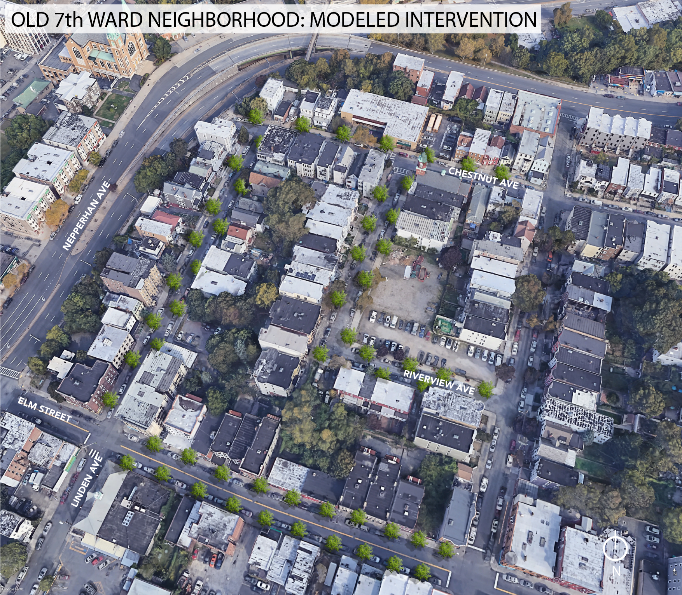 OLD 7th WARD NEIGHBORHOOD: MODELED INTERVENTION
CHESTNUT AVE
NEPPERHAN AVE
RIVERVIEW AVE
ELM STREET
LINDEN AVE